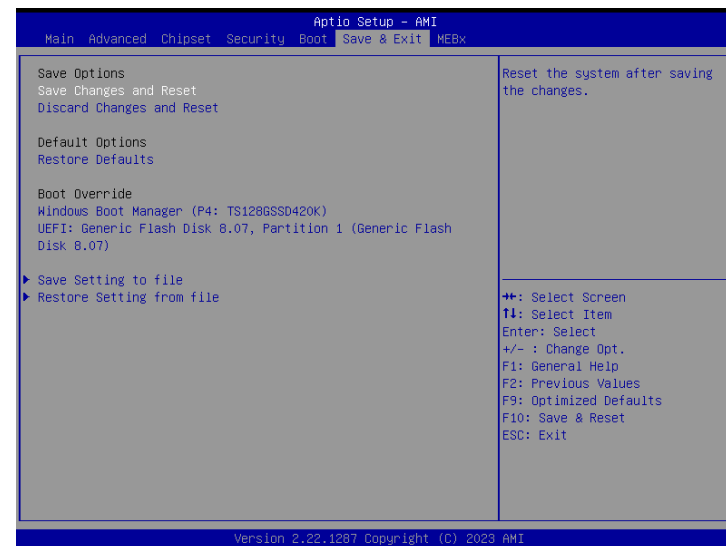 Aptio Setup – AMI
Main Advanced Chipset Security Boot Save & Exit MEBx
Save Options
Save Changes and Reset
Discard Changes and Reset
Default Options
Restore Defaults
Boot Override
Windows Boot Manager (P4: TS128GSSD420K)
UEFI: Generic Flash Disk 8.07, Partition 1 (Generic Flash
Disk 8.07)
Save Setting to file
Restore Setting from file
Reset the system after saving
the changes.
→←: Select Screen
↑↓: Select Item
Enter: Select
+/- : Change Opt.
F1: General Help
F2: Previous Values
F9: Optimized Defaults
F10: Save & Reset
ESC: Exit
Version 2.22.1287 Copyright (C) 2023 AMI